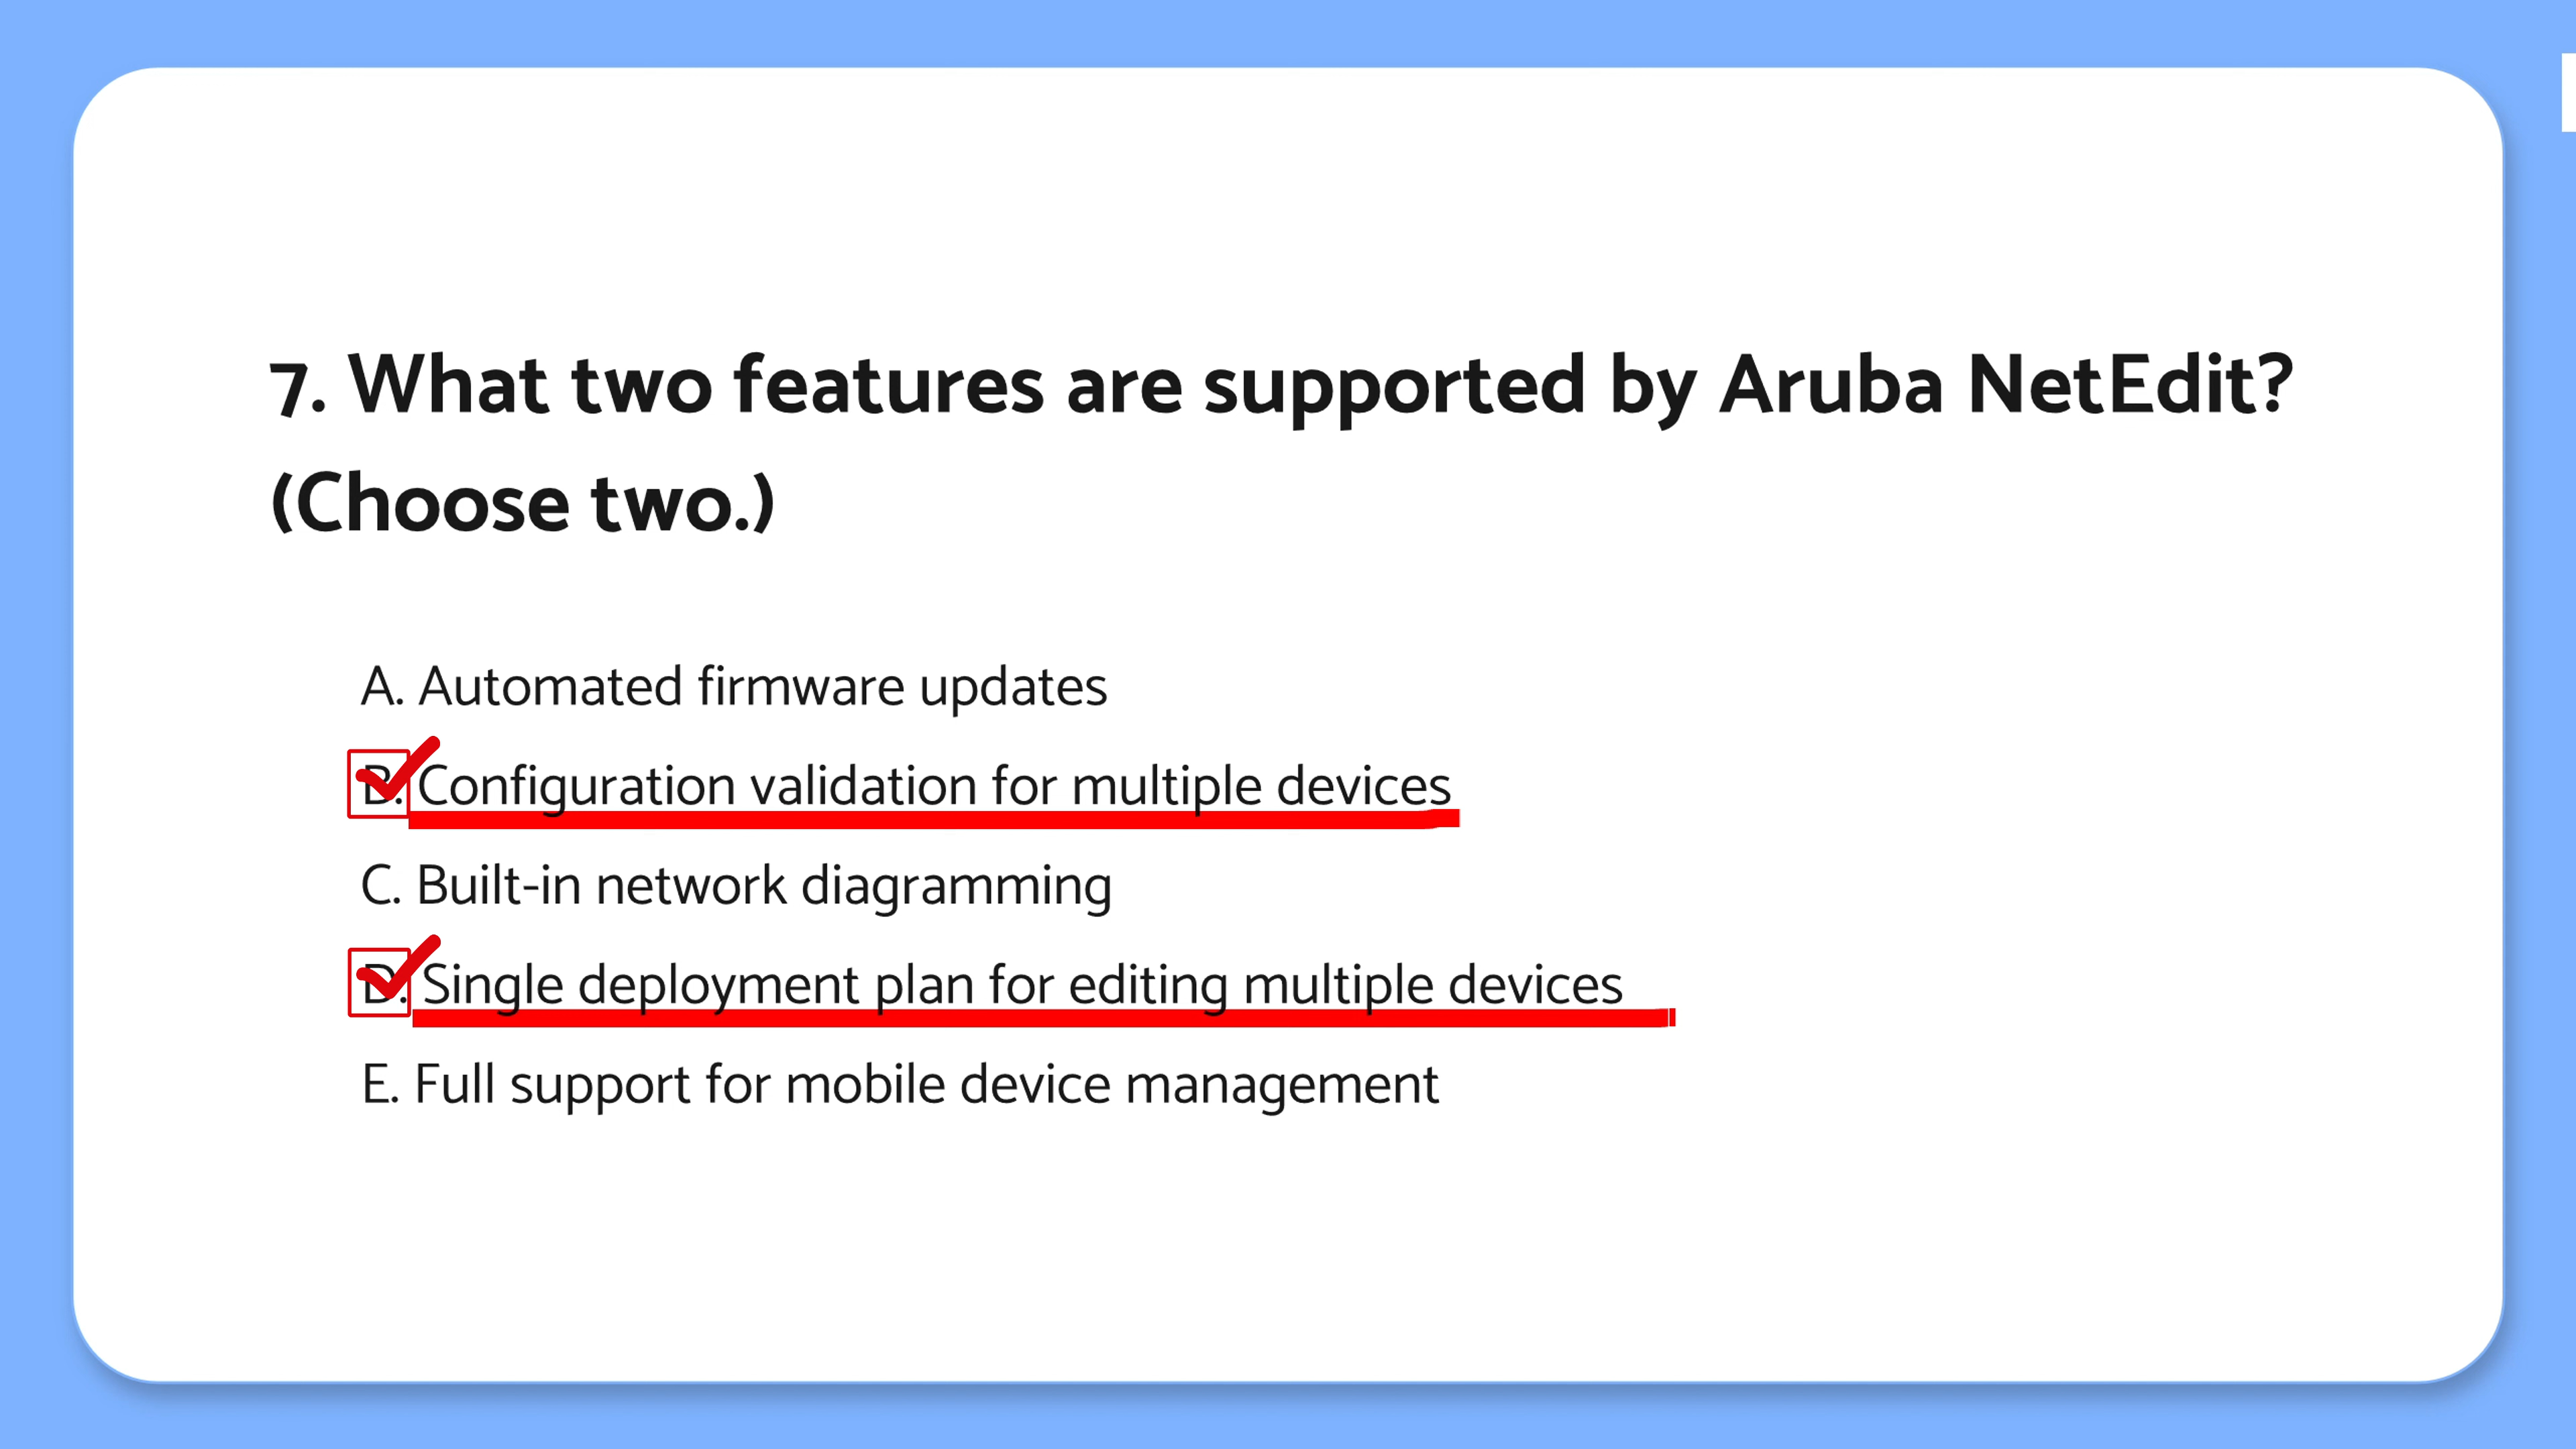 7. What two features are supported by Aruba NetEdit?
(Choose two.)
A. Automated firmware updates
B. Configuration validation for multiple devices
C. Built-in network diagramming
D. Single deployment plan for editing multiple devices
E. Full support for mobile device management